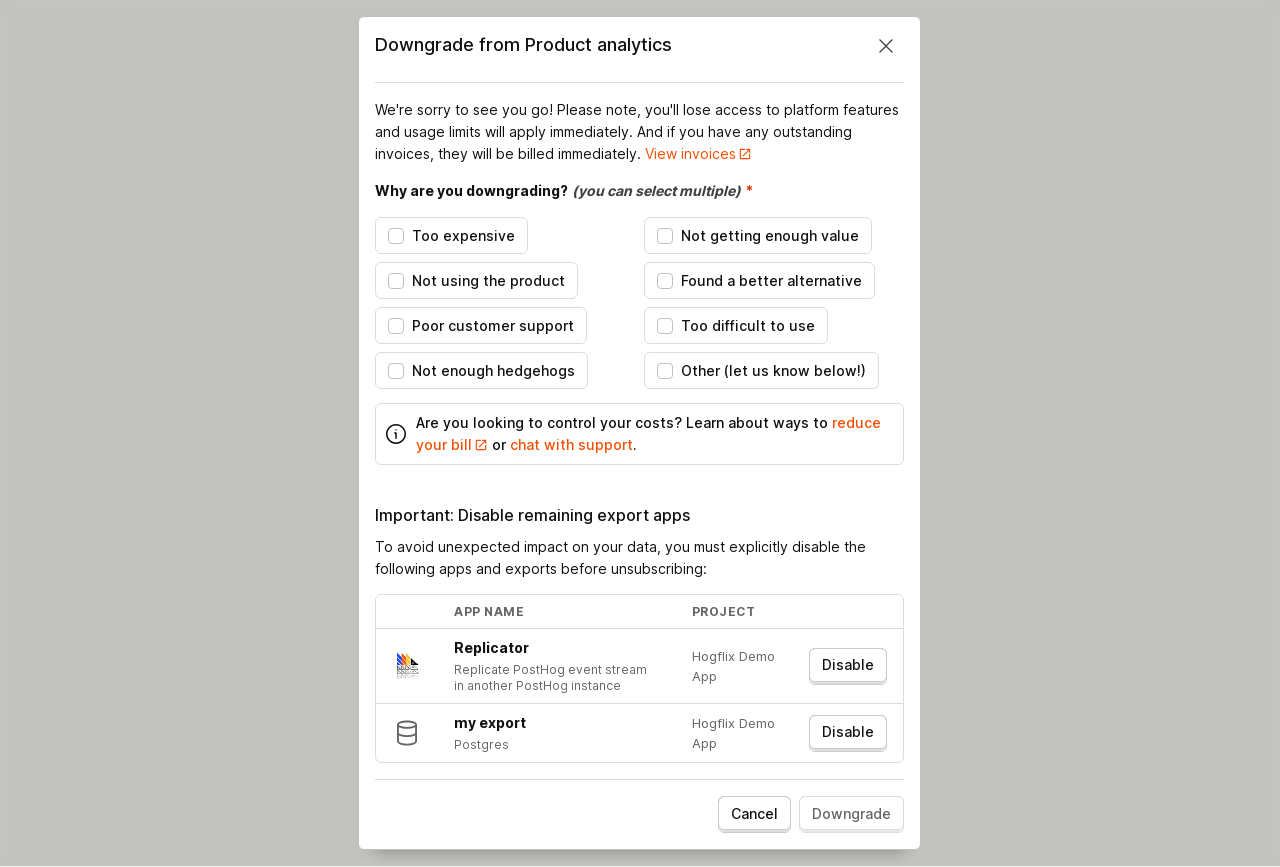 Downgrade from Product analytics
We're sorry to see you go! Please note, you'll lose access to platform features
and usage limits will apply immediately. And if you have any outstanding
invoices, they will be billed immediately. View invoices
Why are you downgrading? (you can select multiple) *
Too expensive
Not getting enough value
Not using the product
Found a better alternative
Poor customer support
Too difficult to use
Not enough hedgehogs
Other (let us know below!)
Are you looking to control your costs? Learn about ways to reduce
your bill or chat with support.
Important: Disable remaining export apps
To avoid unexpected impact on your data, you must explicitly disable the
following apps and exports before unsubscribing:
APP NAME PROJECT
Replicator
Replicate PostHog event stream
in another PostHog instance
Hogflix Demo
App
Disable
my export
Postgres
Hogflix Demo
App
Disable
Cancel
Downgrade